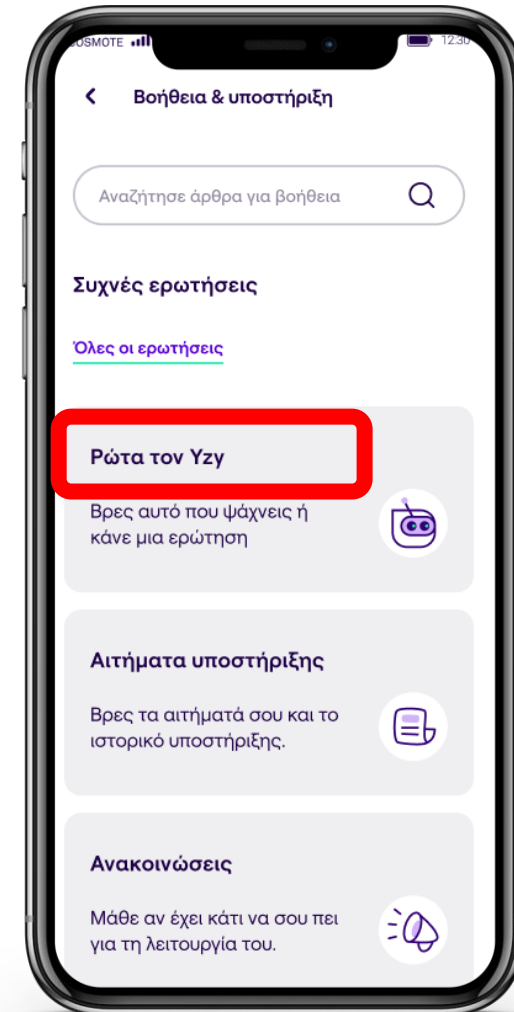 COSMOTE 12:30
Βοήθεια & υποστήριξη
Αναζήτησε άρθρα για βοήθεια
Συχνές ερωτήσεις
Όλες οι ερωτήσεις
Ρώτα τον Yzy
Βρες αυτό που ψάχνεις ή
κάνε μια ερώτηση
Αιτήματα υποστήριξης
Βρες τα αιτήματά σου και το
ιστορικό υποστήριξης.
Ανακοινώσεις
Μάθε αν έχει κάτι να σου πει
για τη λειτουργία του.